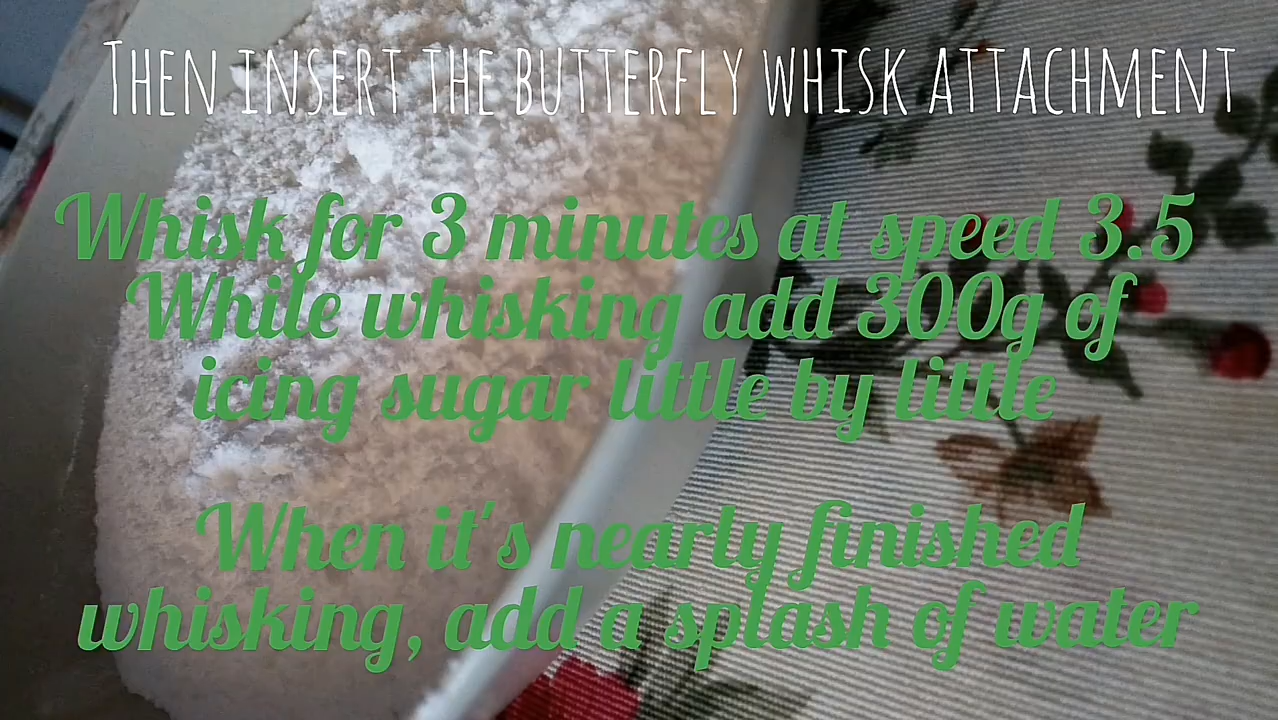 Then insert the butterfly whisk attachment
Whisk for 3 minutes at speed 3.5
While whisking add 300g of
icing sugar little by little
When it's nearly finished
whisking, add a splash of water